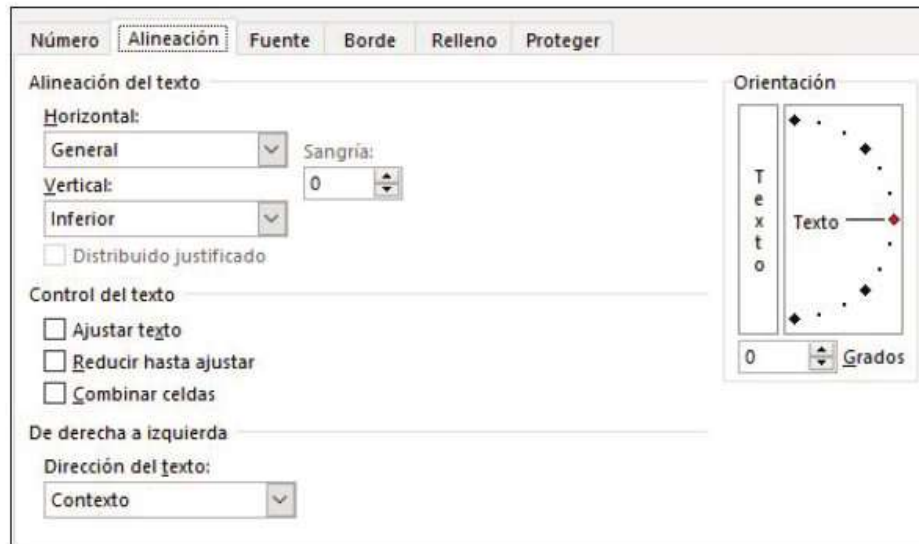 Número Alineación Fuente Borde Relleno Proteger
Alineación del texto
Horizontal:
General
Sangría:
0
Vertical:
Inferior
Distribuido justificado
Control del texto
Ajustar texto
Reducir hasta ajustar
Combinar celdas
De derecha a izquierda
Dirección del texto:
Contexto
Orientación
Texto
Texto
0 Grados